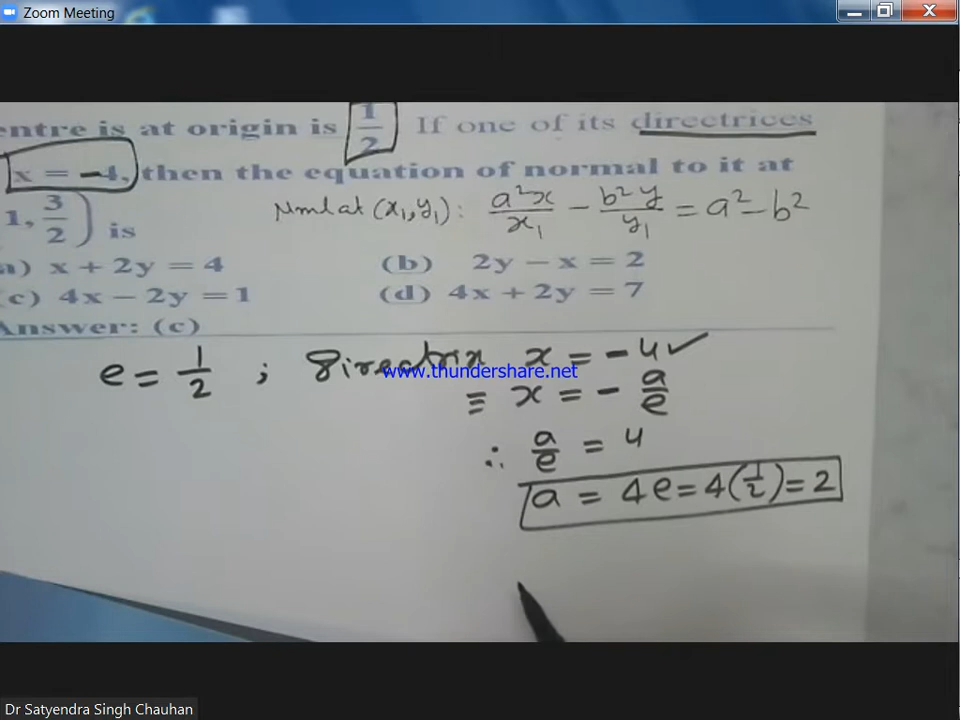 Zoom Meeting
entre is at origin is 1/2 If one of its directrices
x = -4, then the equation of normal to it at
1, 3/2) is
Nmlat (x₁,y₁): a²x/x₁ - b²y/y₁ = a²-b²
a) x + 2y = 4 (b) 2y - x = 2
(c) 4x - 2y = 1 (d) 4x + 2y = 7
Answer: (c)
e = 1/2 ; Directrix x = -4 ✓
www.thundershare.net
≡ x = - a/e
∴ a/e = 4
a = 4e = 4(1/2) = 2
Dr Satyendra Singh Chauhan